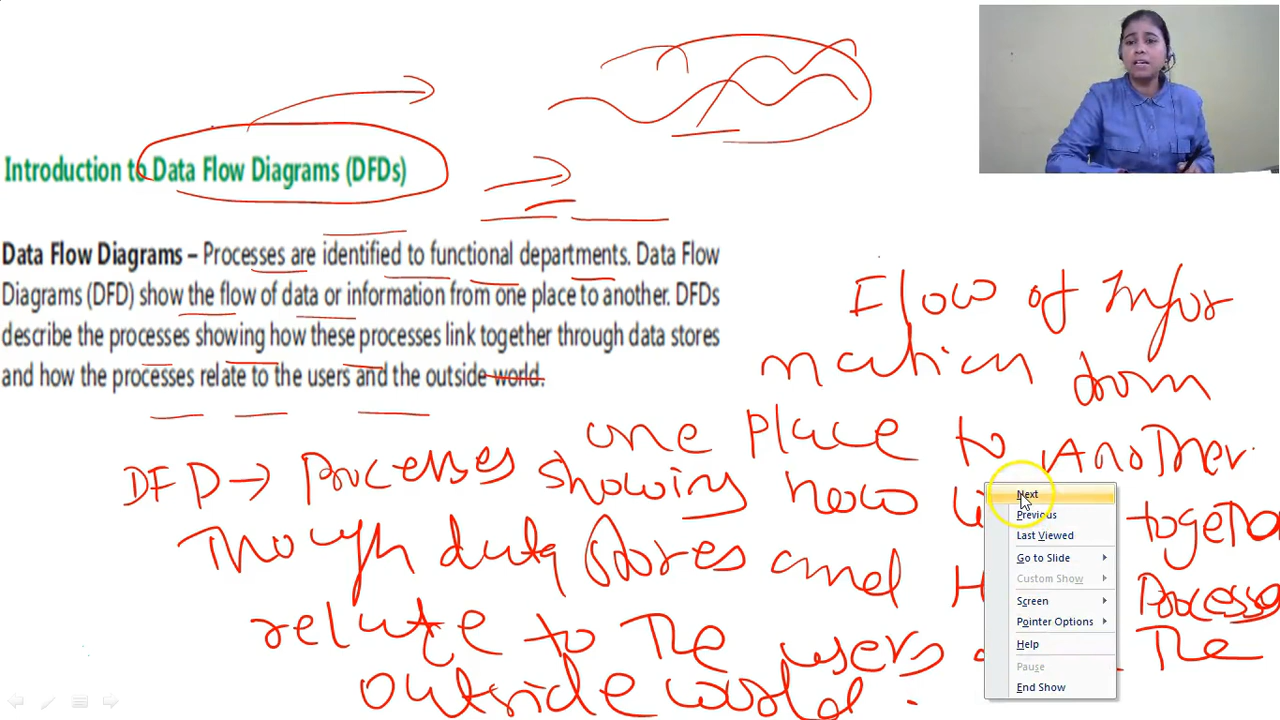 Introduction to Data Flow Diagrams (DFDs)
Data Flow Diagrams – Processes are identified to functional departments. Data Flow
Diagrams (DFD) show the flow of data or information from one place to another. DFDs
describe the processes showing how these processes link together through data stores
and how the processes relate to the users and the outside world.
Flow of Infor
mation from
one place to Another
DFD → Processes showing how together
Though data stores and Processes
relate to the users The
outside world.
Next
Previous
Last Viewed
Go to Slide
Custom Show
Screen
Pointer Options
Help
Pause
End Show